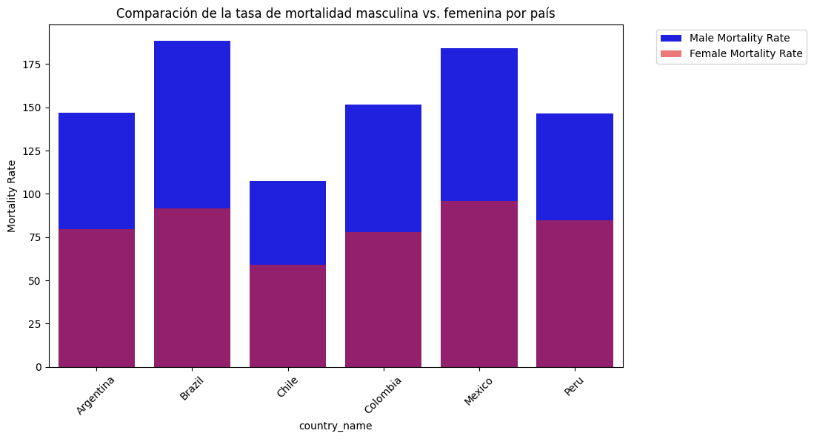 Comparación de la tasa de mortalidad masculina vs. femenina por país
Male Mortality Rate
Female Mortality Rate
Mortality Rate
175
150
125
100
75
50
25
0
Argentina
Brazil
Chile
Colombia
Mexico
Peru
country_name